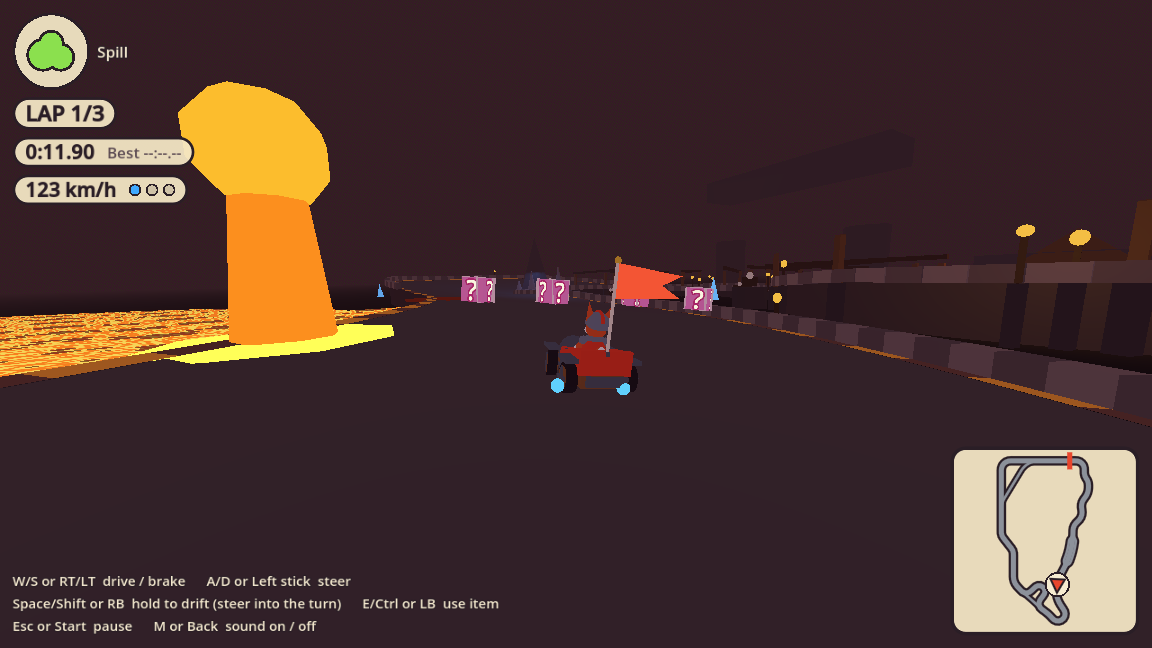 Spill
LAP 1/3
0:11.90 Best --:--.--
123 km/h
? ? ? ? ?
W/S or RT/LT drive / brake A/D or Left stick steer
Space/Shift or RB hold to drift (steer into the turn) E/Ctrl or LB use item
Esc or Start pause M or Back sound on / off